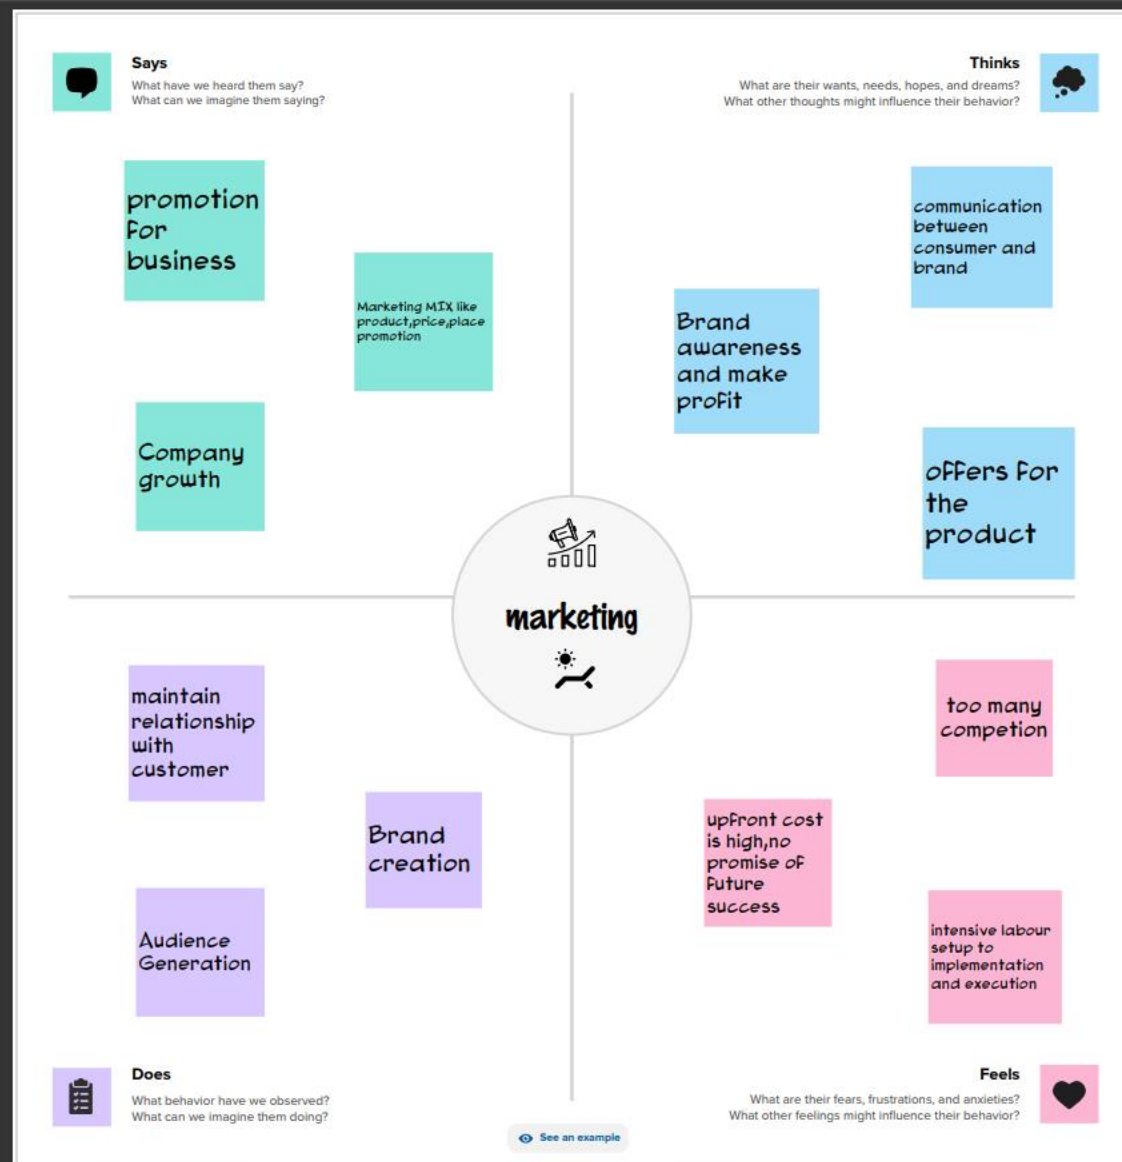 Says
What have we heard them say?
What can we imagine them saying?
Thinks
What are their wants, needs, hopes, and dreams?
What other thoughts might influence their behavior?
promotion
for
business
Marketing MIX like
product,price,place
promotion
Company
growth
communication
between
consumer and
brand
Brand
awareness
and make
profit
offers for
the
product
marketing
maintain
relationship
with
customer
Brand
creation
Audience
Generation
too many
competion
upfront cost
is high,no
promise of
future
success
intensive labour
setup to
implementation
and execution
Does
What behavior have we observed?
What can we imagine them doing?
Feels
What are their fears, frustrations, and anxieties?
What other feelings might influence their behavior?
See an example